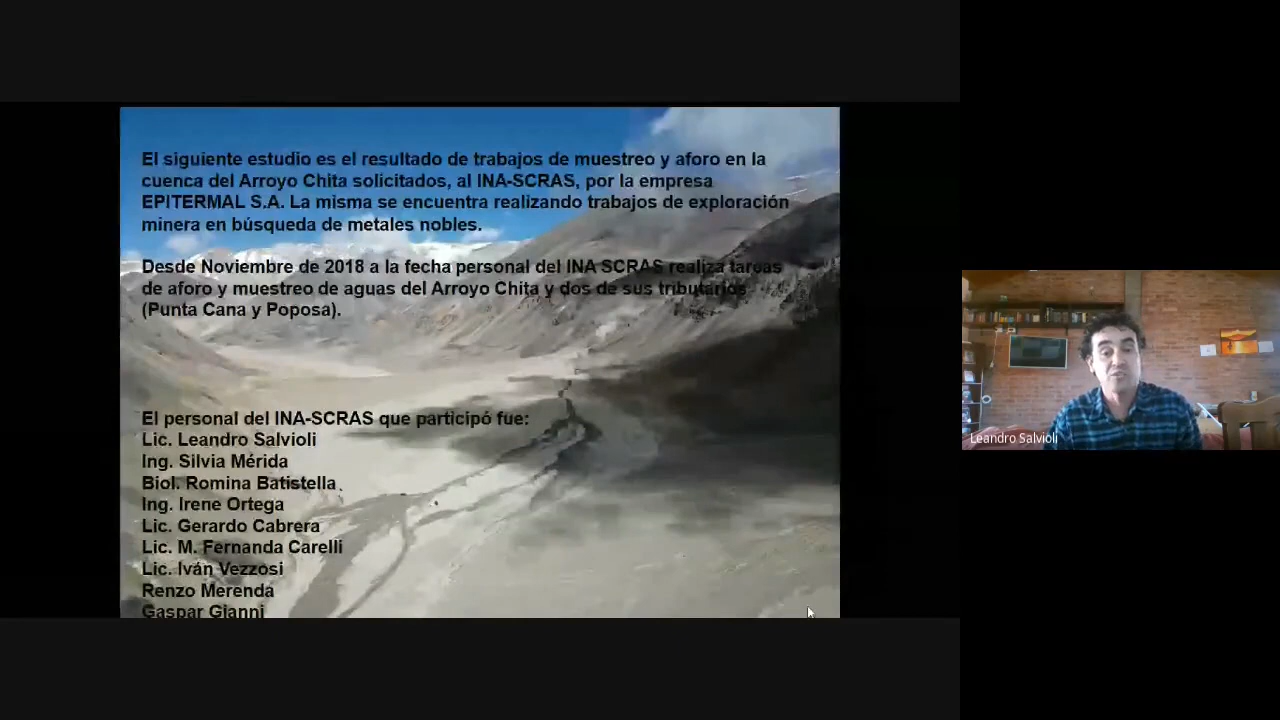 El siguiente estudio es el resultado de trabajos de muestreo y aforo en la
cuenca del Arroyo Chita solicitados, al INA-SCRAS, por la empresa
EPITERMAL S.A. La misma se encuentra realizando trabajos de exploración
minera en búsqueda de metales nobles.
Desde Noviembre de 2018 a la fecha personal del INA SCRAS realiza tareas
de aforo y muestreo de aguas del Arroyo Chita y dos de sus tributarios
(Punta Cana y Poposa).
El personal del INA-SCRAS que participó fue:
Lic. Leandro Salvioli
Ing. Silvia Mérida
Biol. Romina Batistella
Ing. Irene Ortega
Lic. Gerardo Cabrera
Lic. M. Fernanda Carelli
Lic. Iván Vezzosi
Renzo Merenda
Gaspar Gianni
Leandro Salvioli